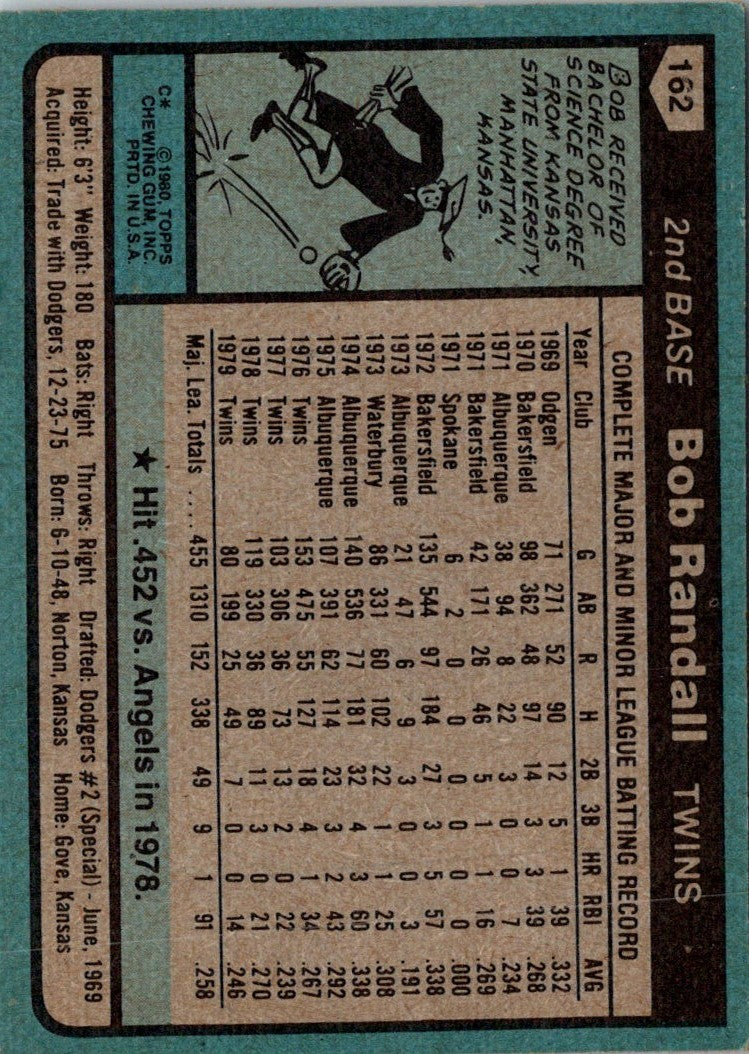 162
2nd BASE Bob Randall TWINS
BOB RECEIVED
BACHELOR OF
SCIENCE DEGREE
FROM KANSAS
STATE UNIVERSITY,
MANHATTAN,
KANSAS.
C* © 1980, TOPPS
CHEWING GUM, INC.
PRTD. IN U.S.A.
COMPLETE MAJOR AND MINOR LEAGUE BATTING RECORD
Year Club G AB R H 2B 3B HR RBI AVG
1969 Odgen 71 271 52 90 12 5 1 39 .332
1970 Bakersfield 98 362 48 97 14 3 3 39 .268
1971 Albuquerque 38 94 8 22 3 0 0 7 .234
1971 Bakersfield 42 171 26 46 5 1 1 16 .269
1971 Spokane 6 2 0 0 0 0 0 0 .000
1972 Bakersfield 135 544 97 184 27 3 5 57 .338
1973 Albuquerque 21 47 6 9 3 0 0 3 .191
1973 Waterbury 86 331 60 102 22 1 1 25 .308
1974 Albuquerque 140 536 77 181 32 4 3 60 .338
1975 Albuquerque 107 391 62 114 23 3 2 43 .292
1976 Twins 153 475 55 127 18 4 1 34 .267
1977 Twins 103 306 36 73 13 2 0 22 .239
1978 Twins 119 330 36 89 11 3 0 21 .270
1979 Twins 80 199 25 49 7 0 0 14 .246
Maj. Lea. Totals ..... 455 1310 152 338 49 9 1 91 .258
★ Hit .452 vs. Angels in 1978.
Height: 6'3" Weight: 180 Bats: Right Throws: Right Drafted: Dodgers #2 (Special) - June, 1969
Acquired: Trade with Dodgers, 12-23-75 Born: 6-10-48, Norton, Kansas Home: Gove, Kansas